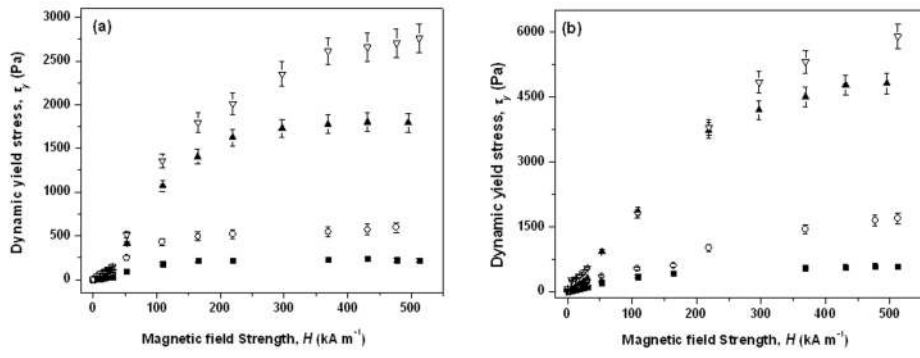 (a)
Dynamic yield stress, τy (Pa)
3000
2500
2000
1500
1000
500
250
0
0 100 200 300 400 500
Magnetic field Strength, H (kA m⁻¹)
(b)
Dynamic yield stress, τy (Pa)
6000
4500
3000
1500
0
0 100 200 300 400 500
Magnetic field Strength, H (kA m⁻¹)